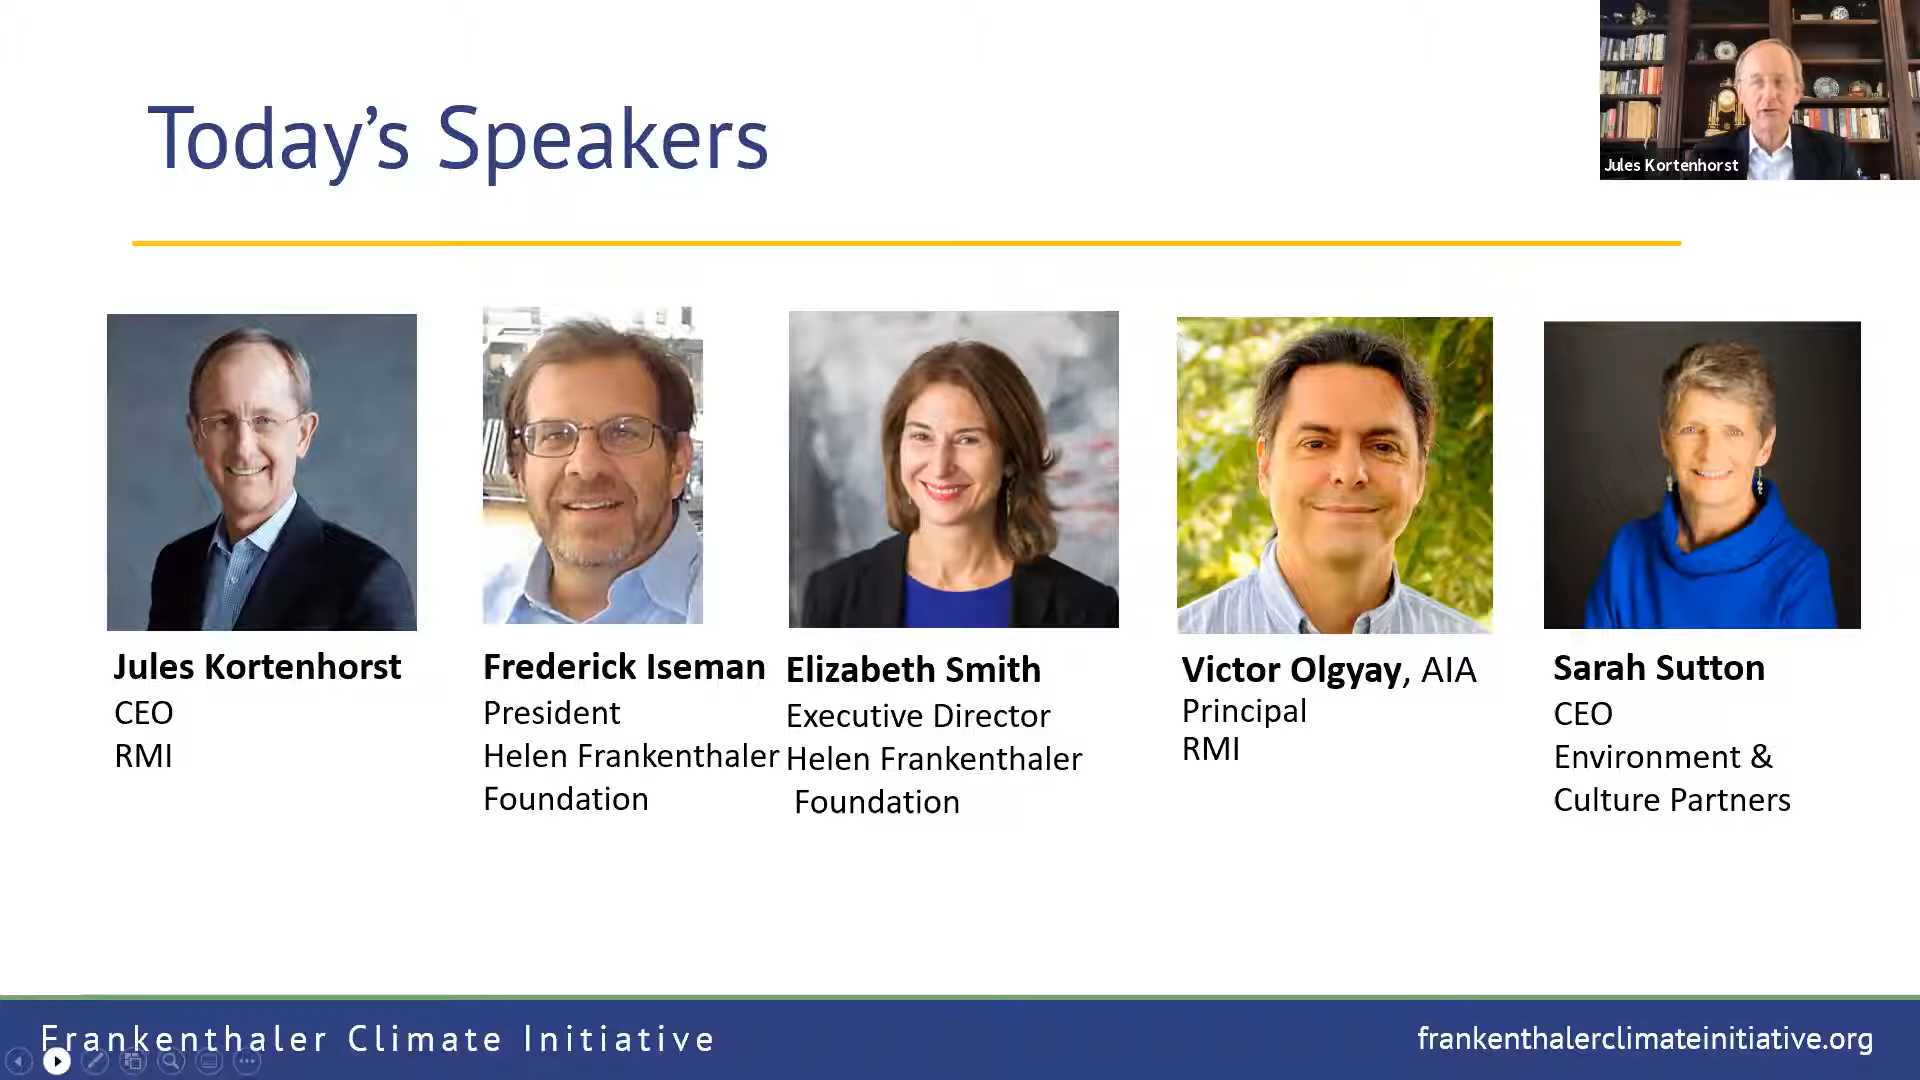 Today's Speakers
Jules Kortenhorst
Jules Kortenhorst
CEO
RMI
Frederick Iseman
President
Helen Frankenthaler
Foundation
Elizabeth Smith
Executive Director
Helen Frankenthaler
Foundation
Victor Olgyay, AIA
Principal
RMI
Sarah Sutton
CEO
Environment &
Culture Partners
Frankenthaler Climate Initiative
frankenthalerclimateinitiative.org